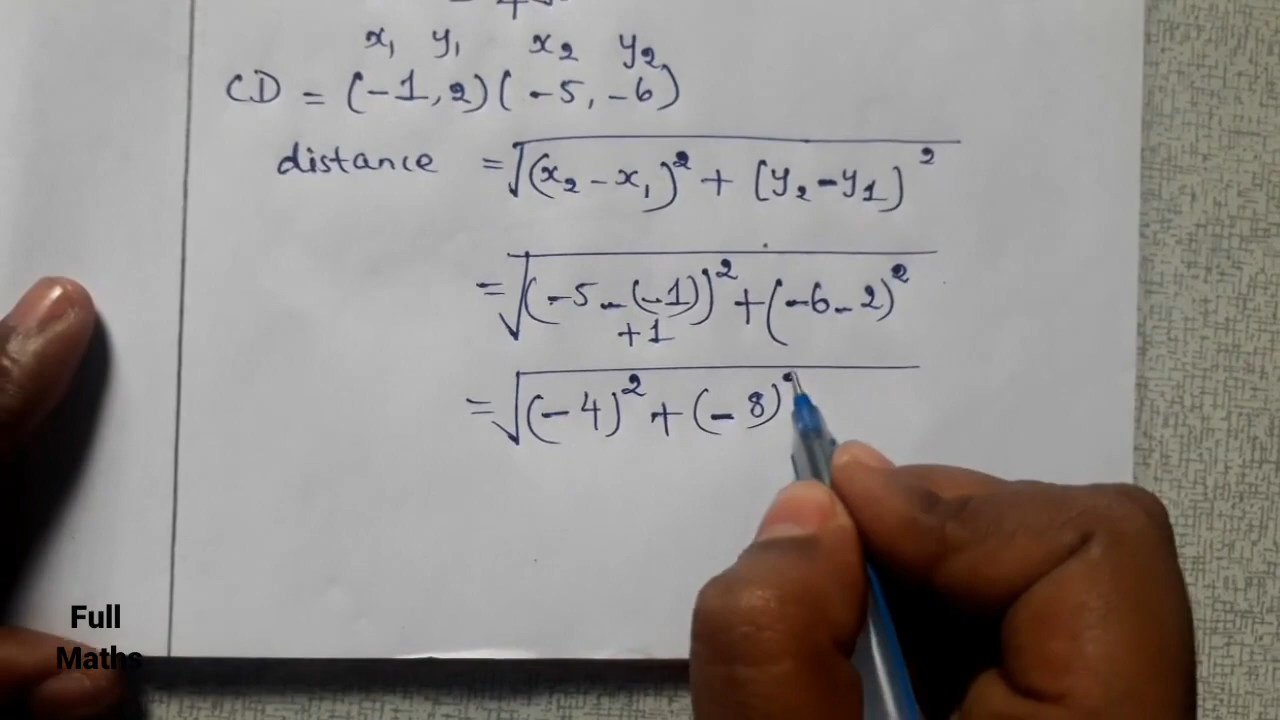 x₁ y₁ x₂ y₂
CD = (-1, 2) ( -5, -6)
distance = √(x₂ - x₁)² + (y₂ - y₁)²
= √(-5 - (-1))² + (-6 - 2)²
+1
= √(-4)² + (-8)²
Full
Maths